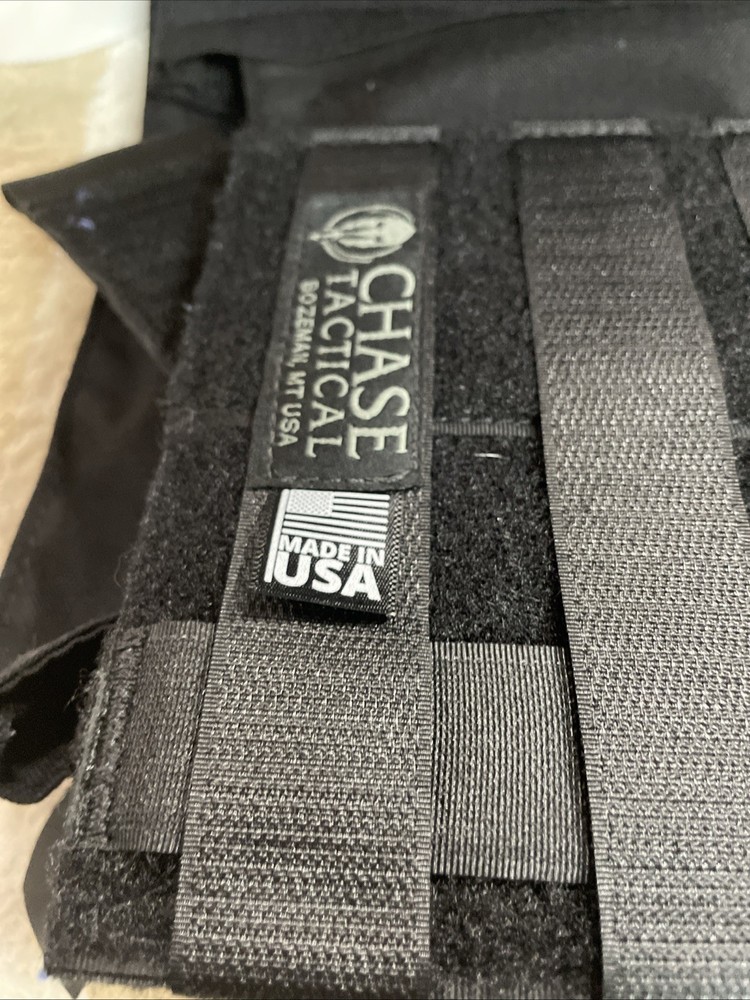 CHASE
TACTICAL
BOZEMAN, MT USA
MADE IN
USA